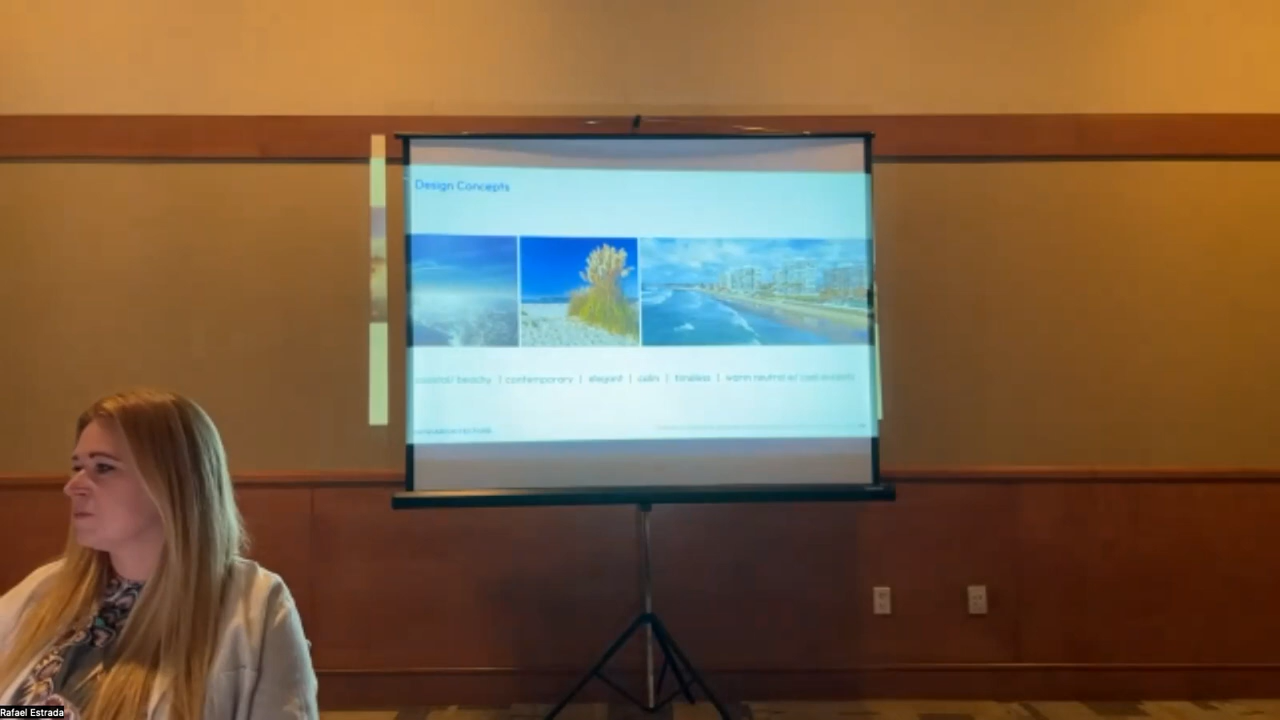 Design Concepts
coastal/ beachy | contemporary | elegant | calm | timeless | warm neutral w/ cool accents
Rafael Estrada